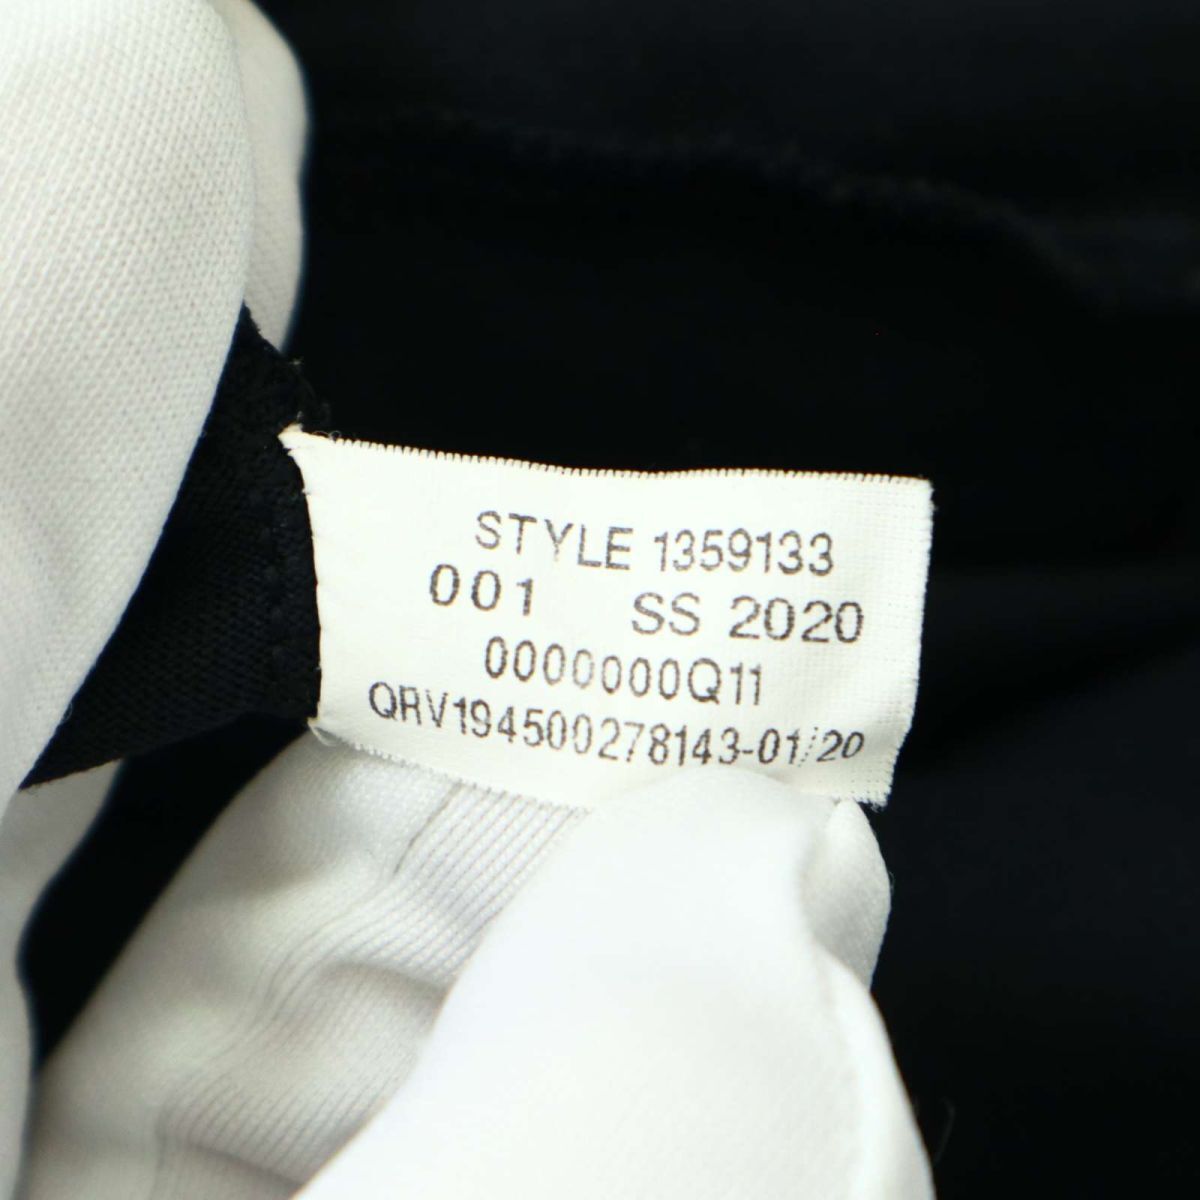 STYLE 1359133
001 SS 2020
0000000Q11
QRV194500278143-01/20